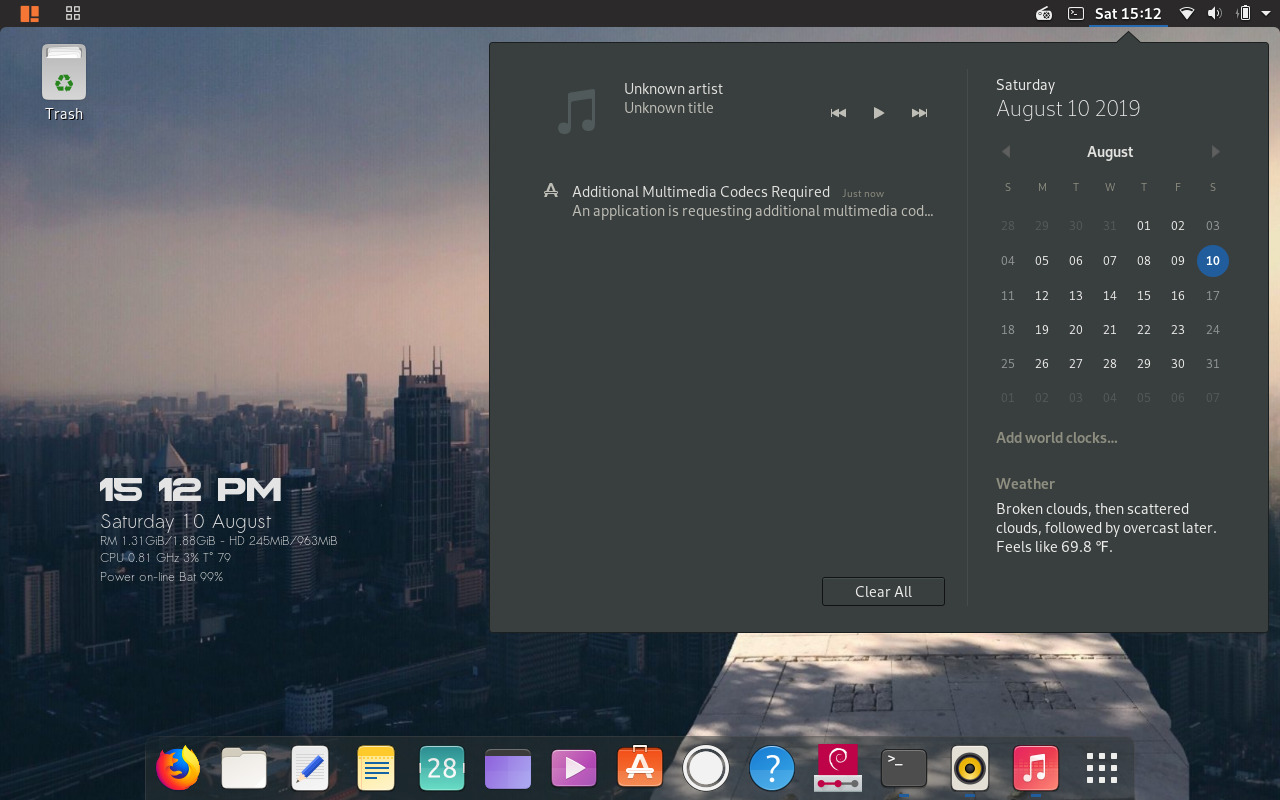 Sat 15:12
Trash
Unknown artist
Unknown title
Additional Multimedia Codecs Required Just now
An application is requesting additional multimedia cod...
Clear All
Saturday
August 10 2019
August
S M T W T F S
28 29 30 31 01 02 03
04 05 06 07 08 09 10
11 12 13 14 15 16 17
18 19 20 21 22 23 24
25 26 27 28 29 30 31
01 02 03 04 05 06 07
Add world clocks...
Weather
Broken clouds, then scattered
clouds, followed by overcast later.
Feels like 69.8 °F.
15 12 PM
Saturday 10 August
RM 1.31GiB/1.88GiB - HD 245MiB/963MiB
CPU 0.81 GHz 3% T° 79
Power on-line Bat 99%
28
?
>_